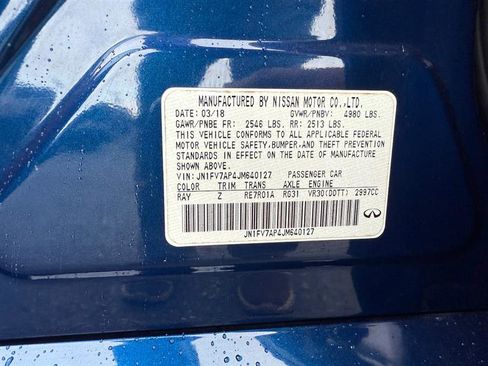 MANUFACTURED BY NISSAN MOTOR CO.,LTD.
DATE: 03/18 GVWR/PNBV: 4980 LBS.
GAWR/PNBE FR: 2546 LBS. RR: 2513 LBS.
THIS VEHICLE CONFORMS TO ALL APPLICABLE FEDERAL
MOTOR VEHICLE SAFETY,BUMPER,AND THEFT PREVENTION
STANDARDS IN EFFECT ON THE DATE OF MANUFACTURE
SHOWN ABOVE.
VIN: JN1FV7AP4JM640127 PASSENGER CAR
COLOR TRIM TRANS AXLE ENGINE
RAY Z RE7R01A RG31 VR30(DDTT) 2997CC
JN1FV7AP4JM640127